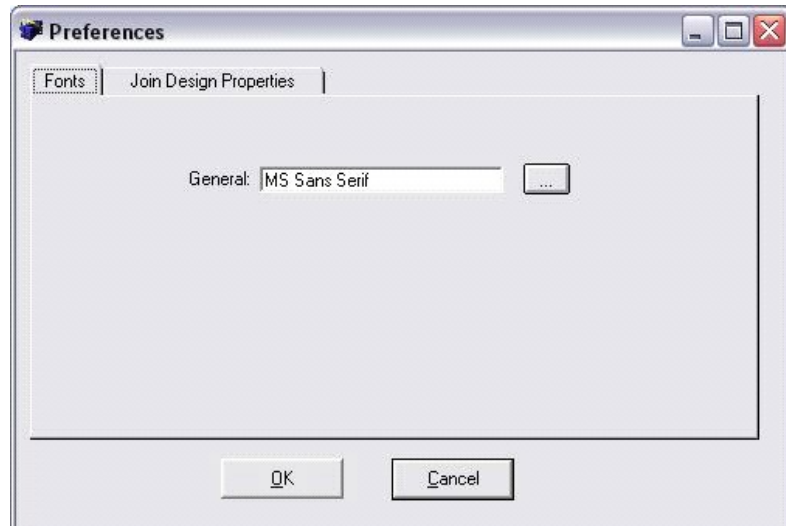 Preferences
Fonts Join Design Properties
General: MS Sans Serif ...
OK Cancel